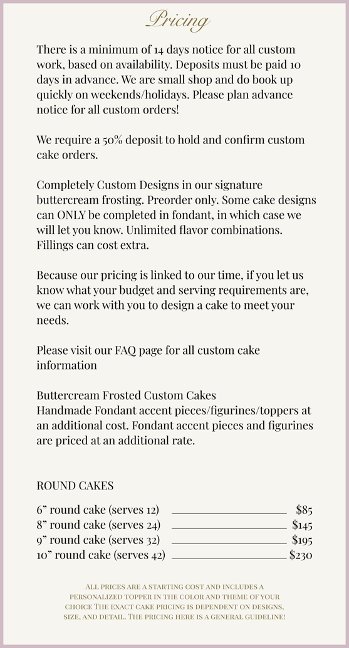 Pricing
There is a minimum of 14 days notice for all custom
work, based on availability. Deposits must be paid 10
days in advance. We are small shop and do book up
quickly on weekends/holidays. Please plan advance
notice for all custom orders!
We require a 50% deposit to hold and confirm custom
cake orders.
Completely Custom Designs in our signature
buttercream frosting. Preorder only. Some cake designs
can ONLY be completed in fondant, in which case we
will let you know. Unlimited flavor combinations.
Fillings can cost extra.
Because our pricing is linked to our time, if you let us
know what your budget and serving requirements are,
we can work with you to design a cake to meet your
needs.
Please visit our FAQ page for all custom cake
information
Buttercream Frosted Custom Cakes
Handmade Fondant accent pieces/figurines/toppers at
an additional cost. Fondant accent pieces and figurines
are priced at an additional rate.
ROUND CAKES
6” round cake (serves 12) $85
8” round cake (serves 24) $145
9” round cake (serves 32) $195
10” round cake (serves 42) $230
All prices are a starting cost and includes a
personalized topper in the color and theme of your
choice The exact cake pricing is dependent on designs,
size, and detail. The pricing here is a general guideline!